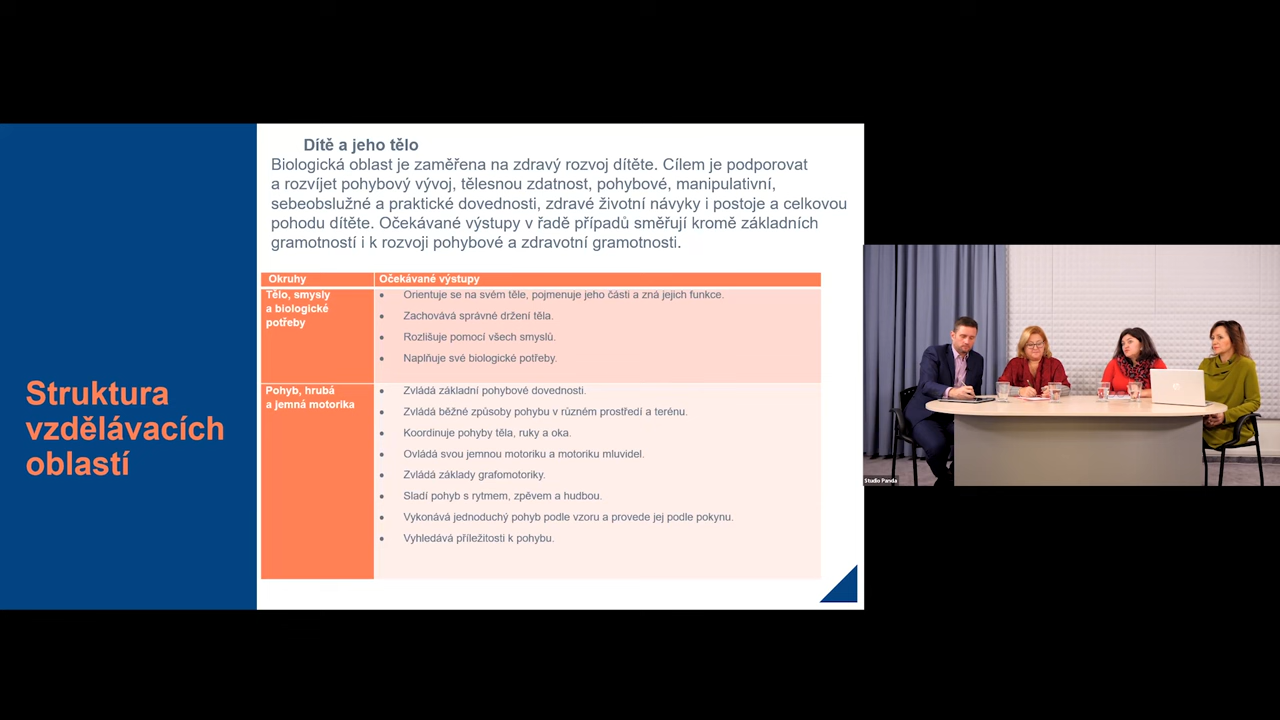 Struktura
vzdělávacích
oblastí
Dítě a jeho tělo
Biologická oblast je zaměřena na zdravý rozvoj dítěte. Cílem je podporovat
a rozvíjet pohybový vývoj, tělesnou zdatnost, pohybové, manipulativní,
sebeobslužné a praktické dovednosti, zdravé životní návyky i postoje a celkovou
pohodu dítěte. Očekávané výstupy v řadě případů směřují kromě základních
gramotností i k rozvoji pohybové a zdravotní gramotnosti.
Okruhy
Očekávané výstupy
Tělo, smysly
a biologické
potřeby
• Orientuje se na svém těle, pojmenuje jeho části a zná jejich funkce.
• Zachovává správné držení těla.
• Rozlišuje pomocí všech smyslů.
• Naplňuje své biologické potřeby.
Pohyb, hrubá
a jemná motorika
• Zvládá základní pohybové dovednosti.
• Zvládá běžné způsoby pohybu v různém prostředí a terénu.
• Koordinuje pohyby těla, ruky a oka.
• Ovládá svou jemnou motoriku a motoriku mluvidel.
• Zvládá základy grafomotoriky.
• Sladí pohyb s rytmem, zpěvem a hudbou.
• Vykonává jednoduchý pohyb podle vzoru a provede jej podle pokynu.
• Vyhledává příležitosti k pohybu.
Studio Panda